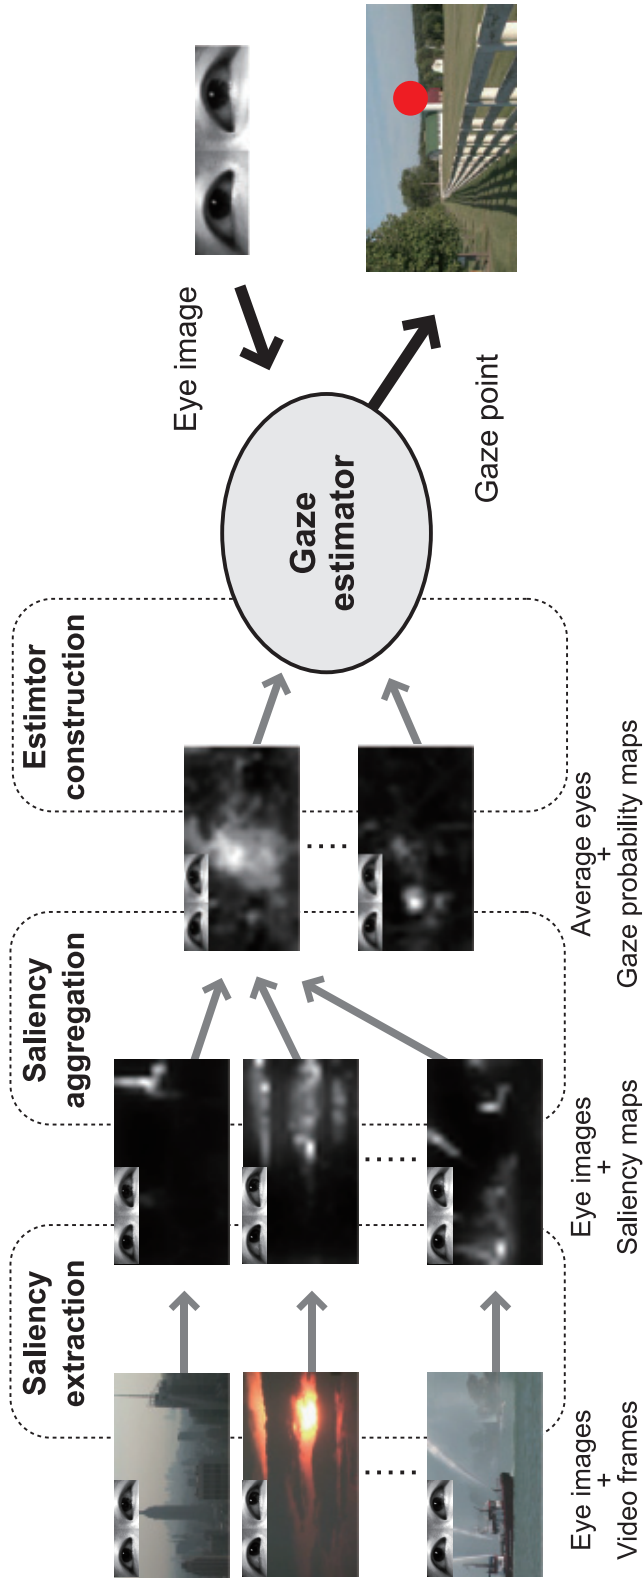 Saliency
extraction
Saliency
aggregation
Estimtor
construction
Gaze
estimator
Eye image
Gaze point
Eye images
+
Video frames
Eye images
+
Saliency maps
Average eyes
+
Gaze probability maps